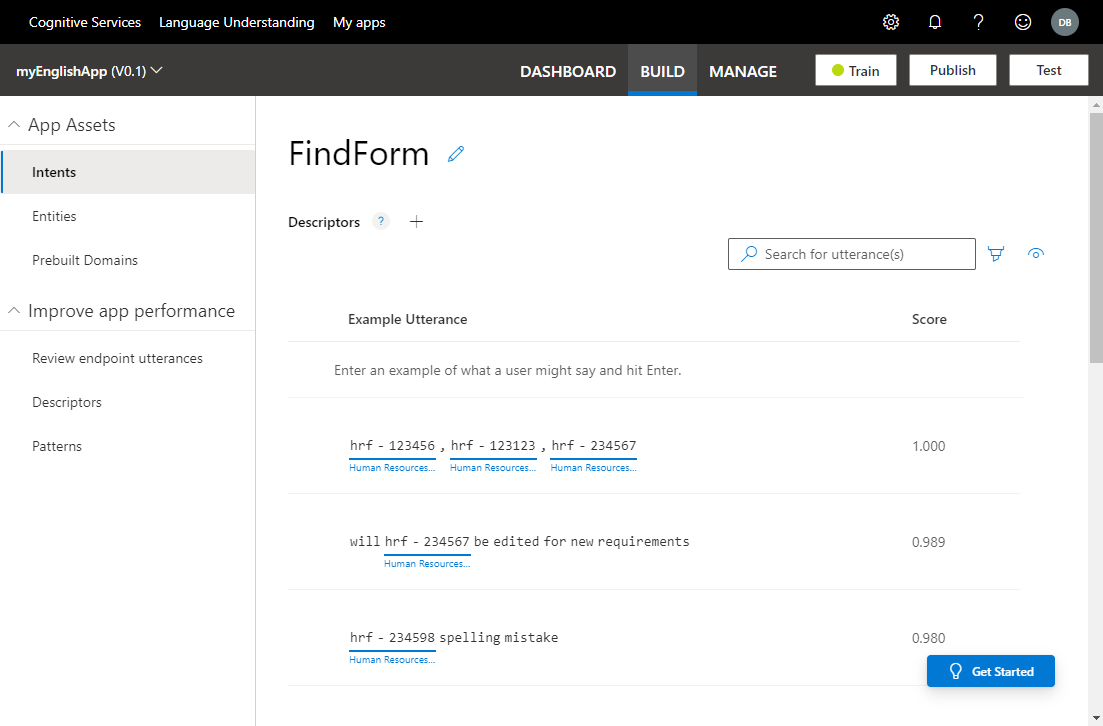 Cognitive Services Language Understanding My apps ? DB
myEnglishApp (V0.1) DASHBOARD BUILD MANAGE Train Publish Test
App Assets
Intents
Entities
Prebuilt Domains
Improve app performance
Review endpoint utterances
Descriptors
Patterns
FindForm
Descriptors ? +
Search for utterance(s)
Example Utterance Score
Enter an example of what a user might say and hit Enter.
hrf - 123456 , hrf - 123123 , hrf - 234567 1.000
Human Resources... Human Resources... Human Resources...
will hrf - 234567 be edited for new requirements 0.989
Human Resources...
hrf - 234598 spelling mistake 0.980
Human Resources...
Get Started